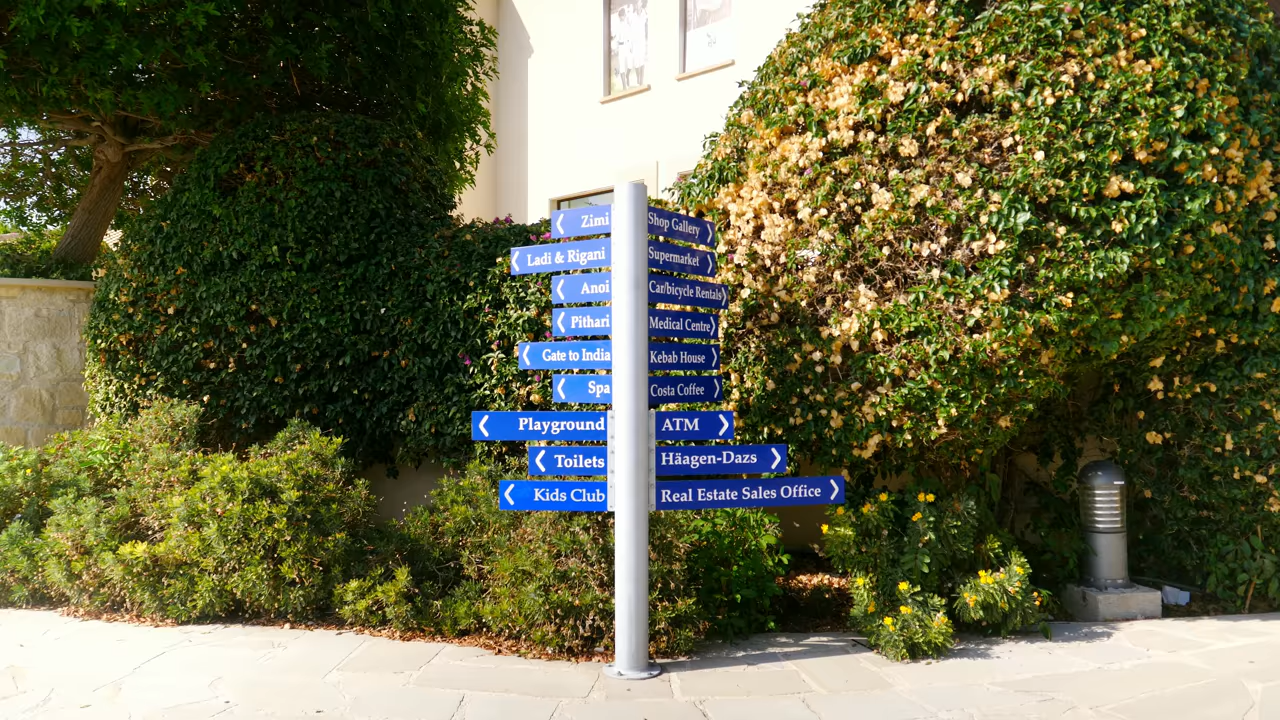 Zimi
Ladi & Rigani
Anoi
Pithari
Gate to India
Spa
Playground
Toilets
Kids Club
Shop Gallery
Supermarket
Car/bicycle Rentals
Medical Centre
Kebab House
Costa Coffee
ATM
Häagen-Dazs
Real Estate Sales Office